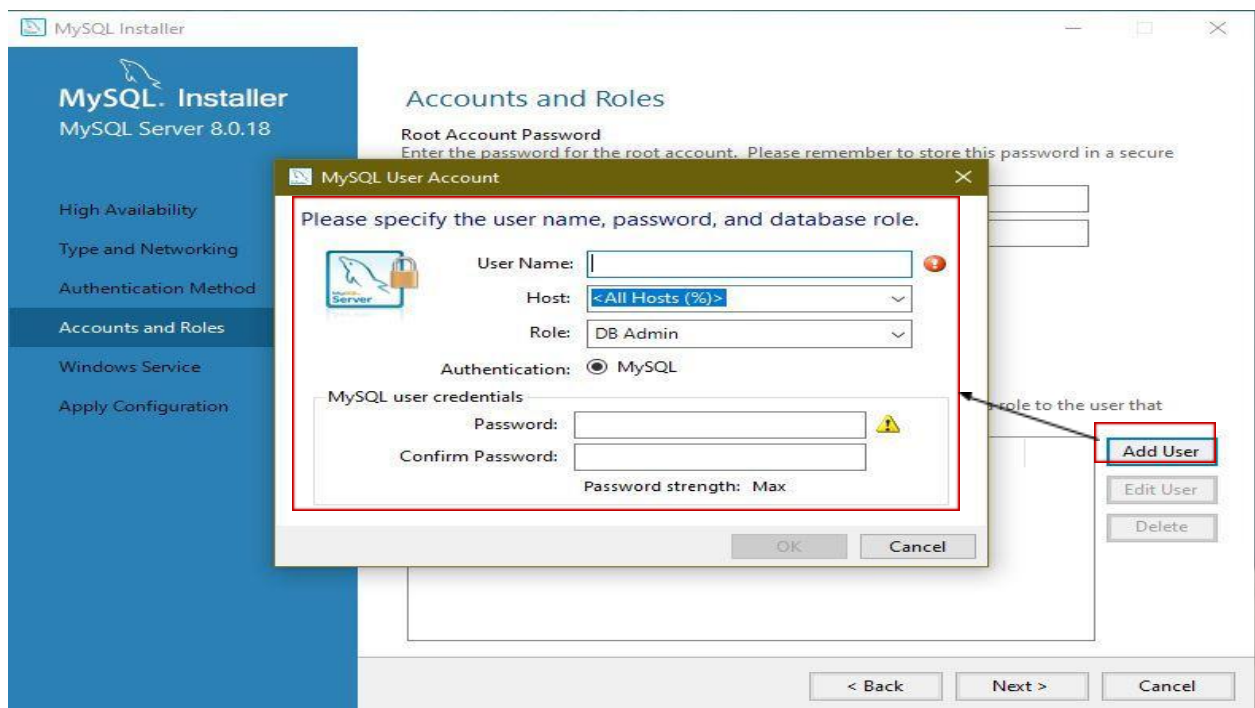 MySQL Installer
MySQL. Installer
MySQL Server 8.0.18
High Availability
Type and Networking
Authentication Method
Accounts and Roles
Windows Service
Apply Configuration
Accounts and Roles
Root Account Password
Enter the password for the root account. Please remember to store this password in a secure
MySQL User Account
Please specify the user name, password, and database role.
Server
User Name:
Host: <All Hosts (%)>
Role: DB Admin
Authentication: MySQL
MySQL user credentials
Password:
Confirm Password:
Password strength: Max
OK Cancel
role to the user that
Add User
Edit User
Delete
< Back Next > Cancel